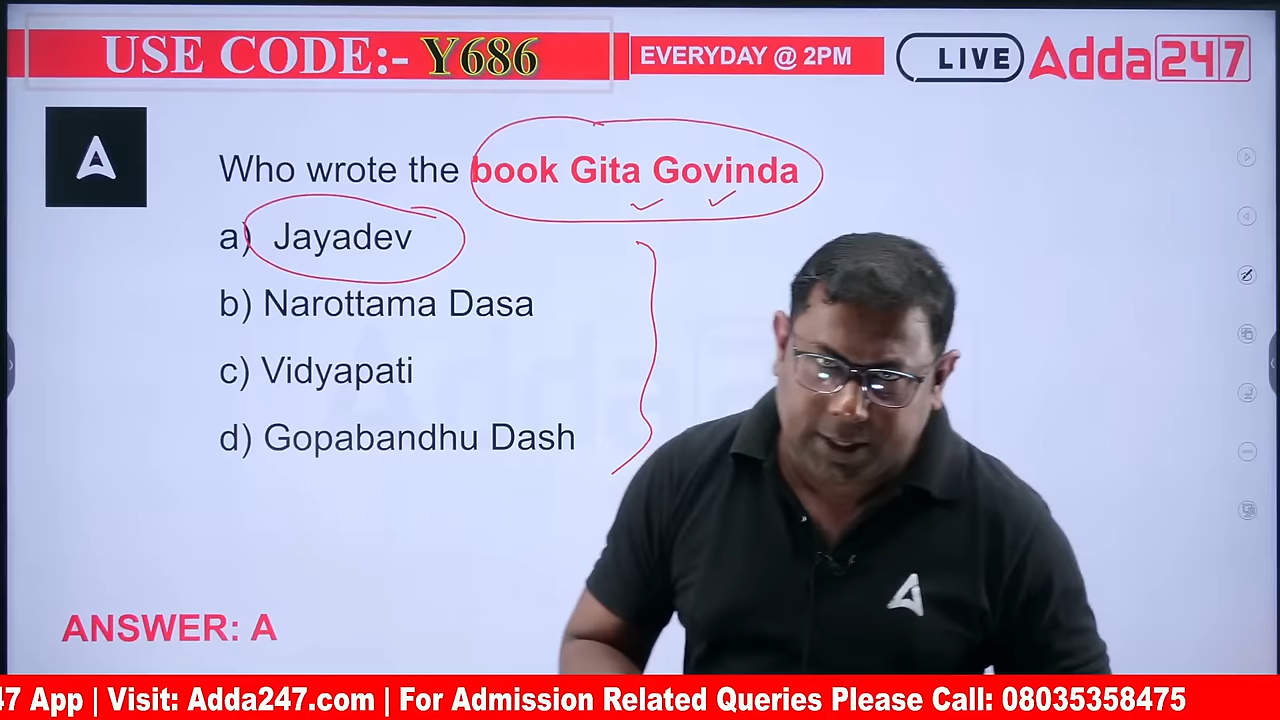 USE CODE:- Y686
EVERYDAY @ 2PM
LIVE
Adda247
Who wrote the book Gita Govinda
a) Jayadev
b) Narottama Dasa
c) Vidyapati
d) Gopabandhu Dash
ANSWER: A
47 App | Visit: Adda247.com | For Admission Related Queries Please Call: 08035358475